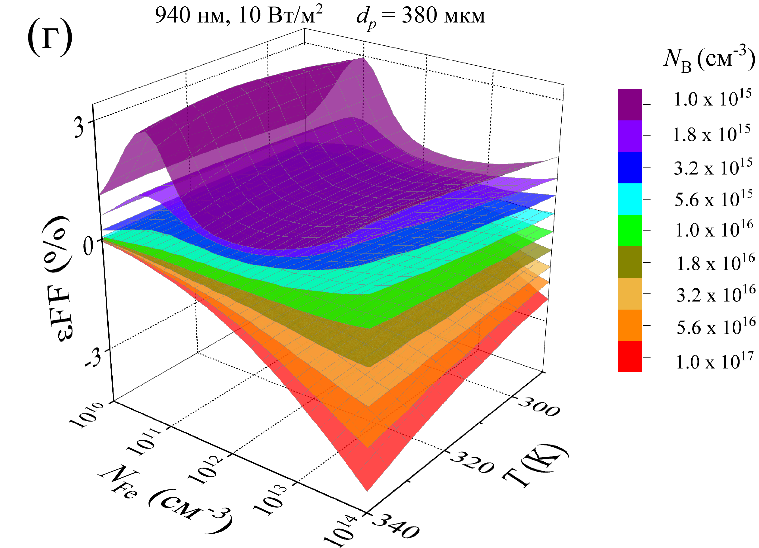 (г)
940 нм, 10 Вт/м² dₚ = 380 мкм
εFF (%)
3
0
-3
10¹⁰
10¹¹
10¹²
10¹³
10¹⁴
N_Fe (см⁻³)
300
320
340
T (К)
N_B (см⁻³)
1.0 x 10¹⁵
1.8 x 10¹⁵
3.2 x 10¹⁵
5.6 x 10¹⁵
1.0 x 10¹⁶
1.8 x 10¹⁶
3.2 x 10¹⁶
5.6 x 10¹⁶
1.0 x 10¹⁷